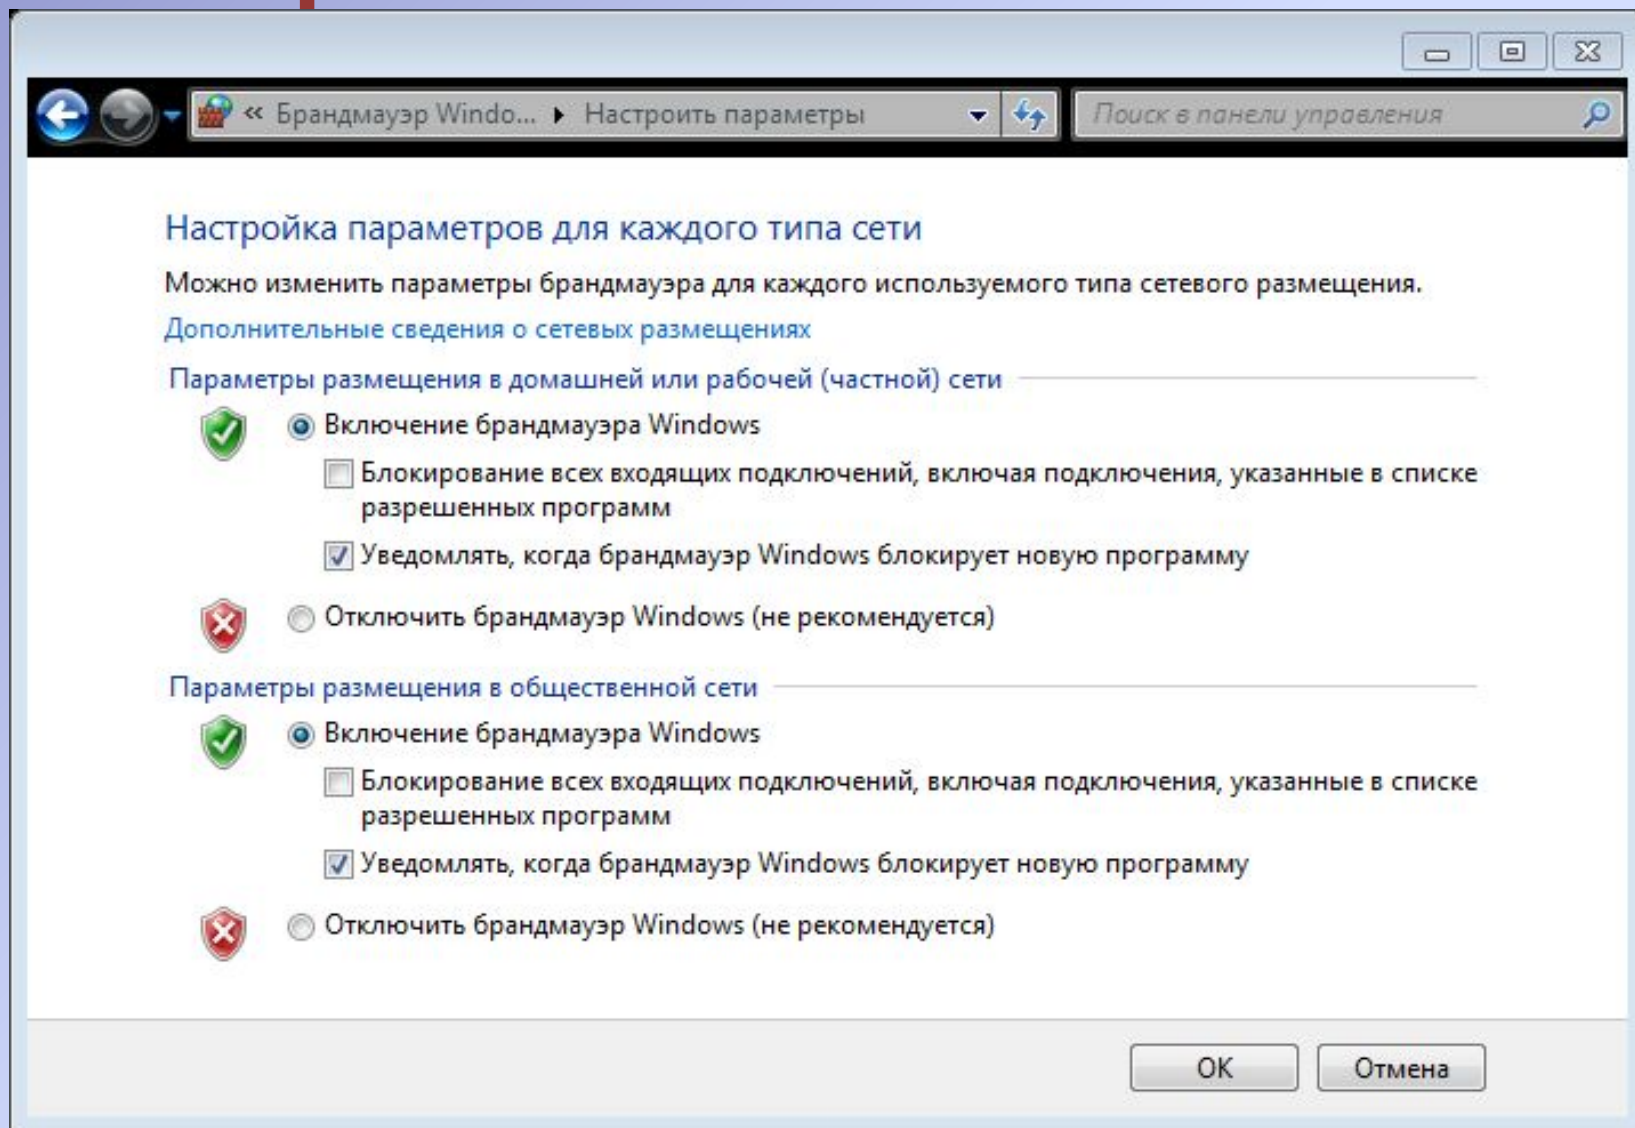 « Брандмауэр Windo... ▸ Настроить параметры
Поиск в панели управления
Настройка параметров для каждого типа сети
Можно изменить параметры брандмауэра для каждого используемого типа сетевого размещения.
Дополнительные сведения о сетевых размещениях
Параметры размещения в домашней или рабочей (частной) сети
Включение брандмауэра Windows
Блокирование всех входящих подключений, включая подключения, указанные в списке
разрешенных программ
Уведомлять, когда брандмауэр Windows блокирует новую программу
Отключить брандмауэр Windows (не рекомендуется)
Параметры размещения в общественной сети
Включение брандмауэра Windows
Блокирование всех входящих подключений, включая подключения, указанные в списке
разрешенных программ
Уведомлять, когда брандмауэр Windows блокирует новую программу
Отключить брандмауэр Windows (не рекомендуется)
ОК
Отмена